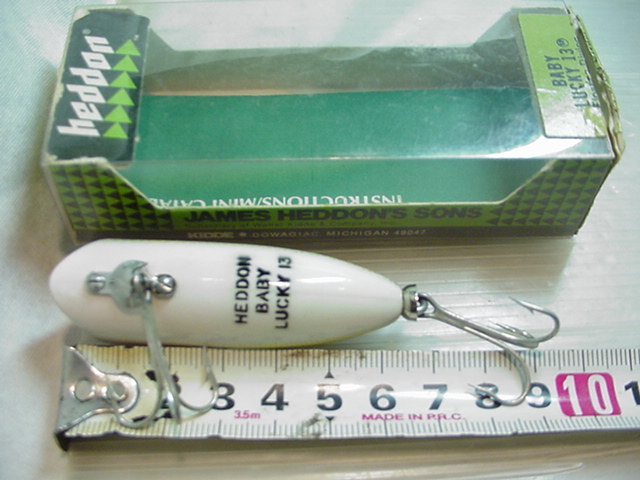 heddon
BABY
LUCKY 13®
INSTRUCTIONS/MINI CATAL
JAMES HEDDON'S SONS
KIDDE DOWAGIAC, MICHIGAN 49047
HEDDON
BABY
LUCKY 13
3 4 5 6 7 8 9 10 1
3.5m MADE IN P.R.C.